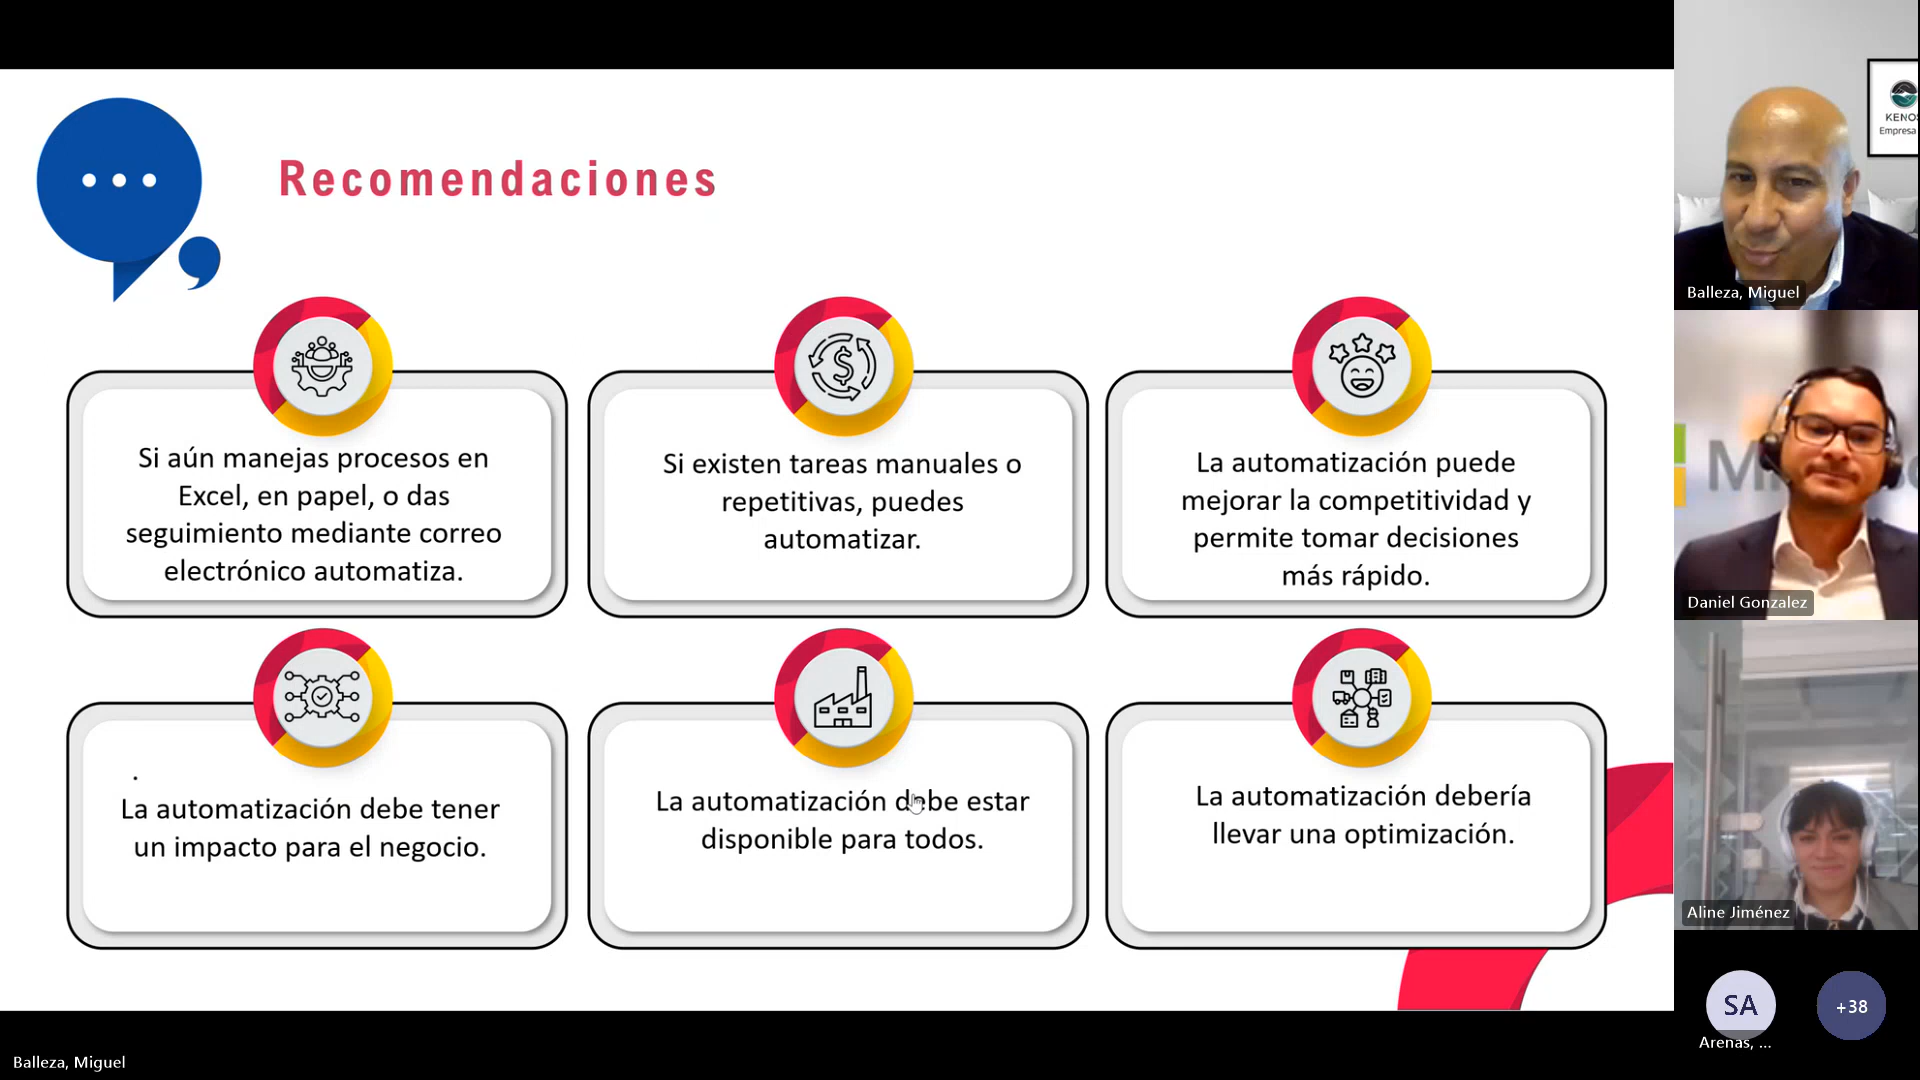 Recomendaciones
Si aún manejas procesos en
Excel, en papel, o das
seguimiento mediante correo
electrónico automatiza.
Si existen tareas manuales o
repetitivas, puedes
automatizar.
La automatización puede
mejorar la competitividad y
permite tomar decisiones
más rápido.
.
La automatización debe tener
un impacto para el negocio.
La automatización debe estar
disponible para todos.
La automatización debería
llevar una optimización.
Empresa
Balleza, Miguel
Daniel Gonzalez
Aline Jiménez
SA
+38
Arenas, ...
Balleza, Miguel